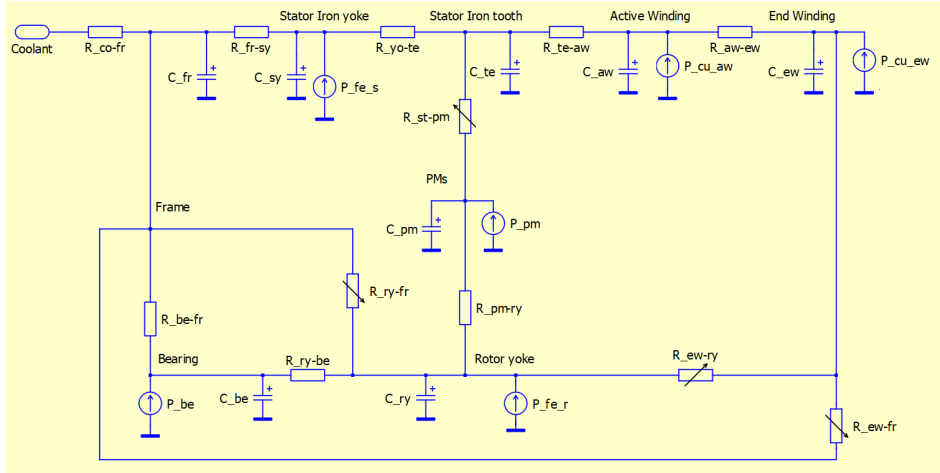 Stator Iron yoke
Stator Iron tooth
Active Winding
End Winding
Coolant
R_co-fr
R_fr-sy
R_yo-te
R_te-aw
R_aw-ew
C_fr
C_sy
P_fe_s
C_te
C_aw
P_cu_aw
C_ew
P_cu_ew
R_st-pm
PMs
Frame
C_pm
P_pm
R_ry-fr
R_be-fr
R_pm-ry
Bearing
R_ry-be
Rotor yoke
R_ew-ry
P_be
C_be
C_ry
P_fe_r
R_ew-fr